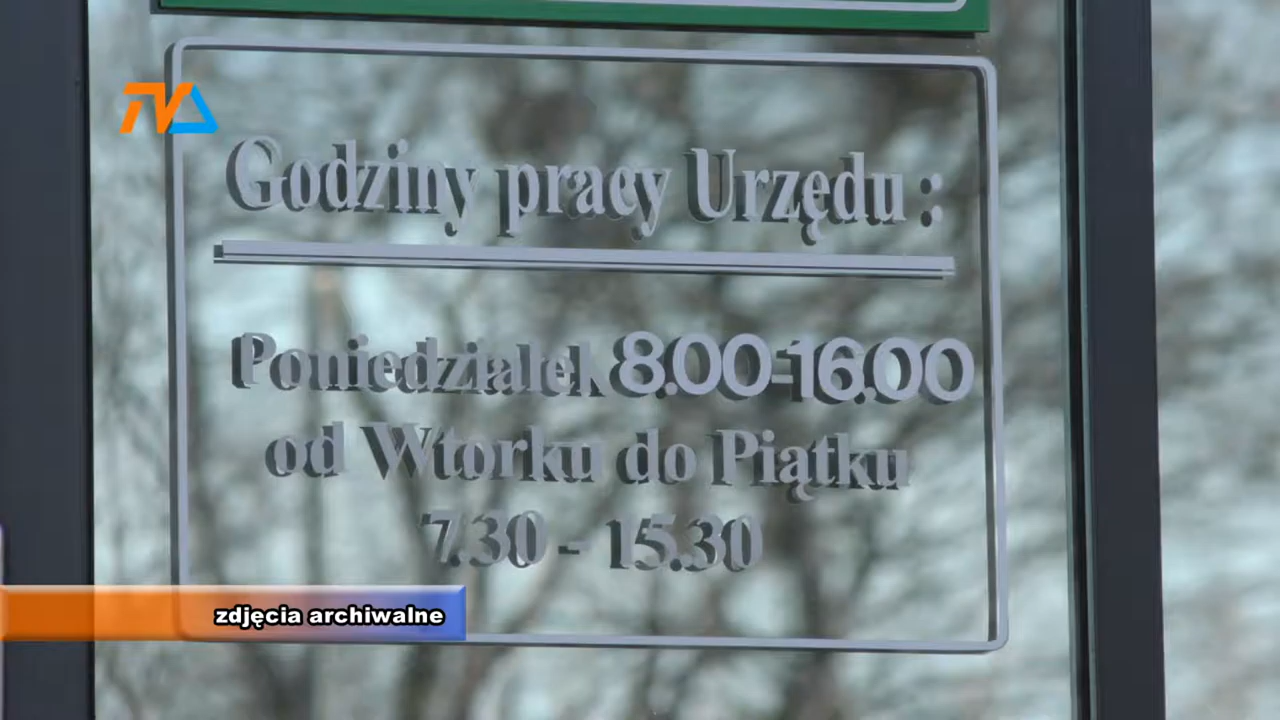 TVA
Godziny pracy Urzędu :
Poniedziałek 8.00-16.00
od Wtorku do Piątku
7.30 - 15.30
zdjęcia archiwalne